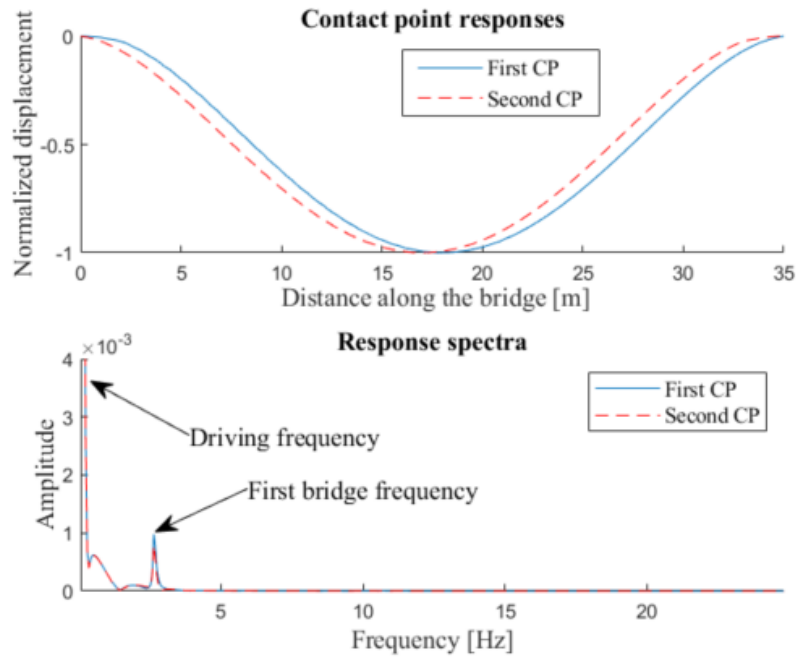 Contact point responses
Normalized displacement
0
-0.5
-1
First CP
Second CP
0 5 10 15 20 25 30 35
Distance along the bridge [m]
Response spectra
×10⁻³
Amplitude
4
3
2
1
0
First CP
Second CP
Driving frequency
First bridge frequency
5 10 15 20
Frequency [Hz]